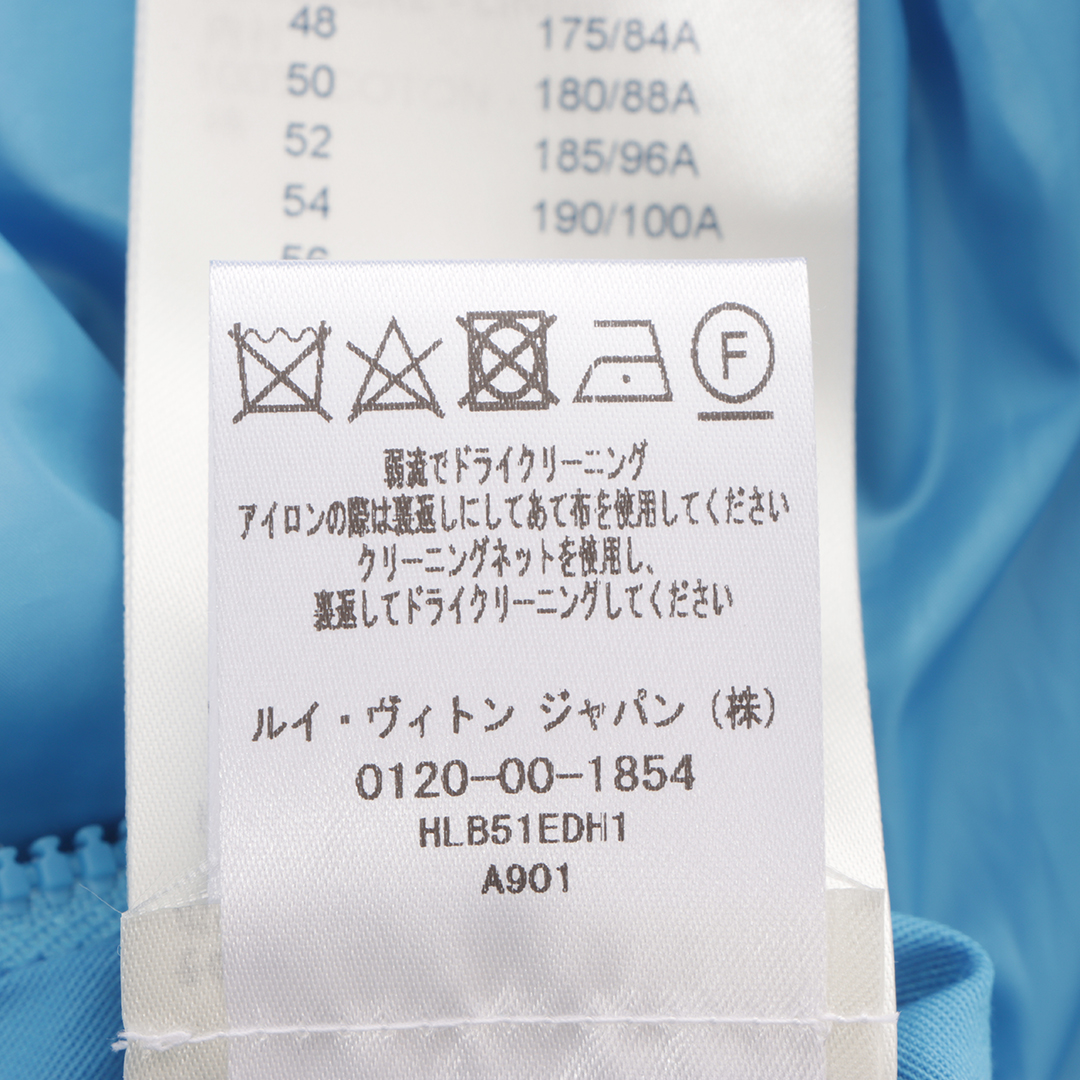 48 175/84A
50 180/88A
52 185/96A
54 190/100A
56
F
弱流でドライクリーニング
アイロンの際は裏返しにしてあて布を使用してください
クリーニングネットを使用し、
裏返してドライクリーニングしてください
ルイ・ヴィトン ジャパン (株)
0120-00-1854
HLB51EDH1
A901